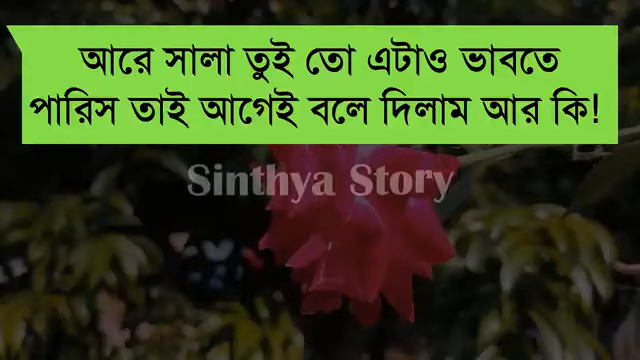 আরে সালা তুই তো এটাও ভাবতে
পারিস তাই আগেই বলে দিলাম আর কি!
Sinthya Story